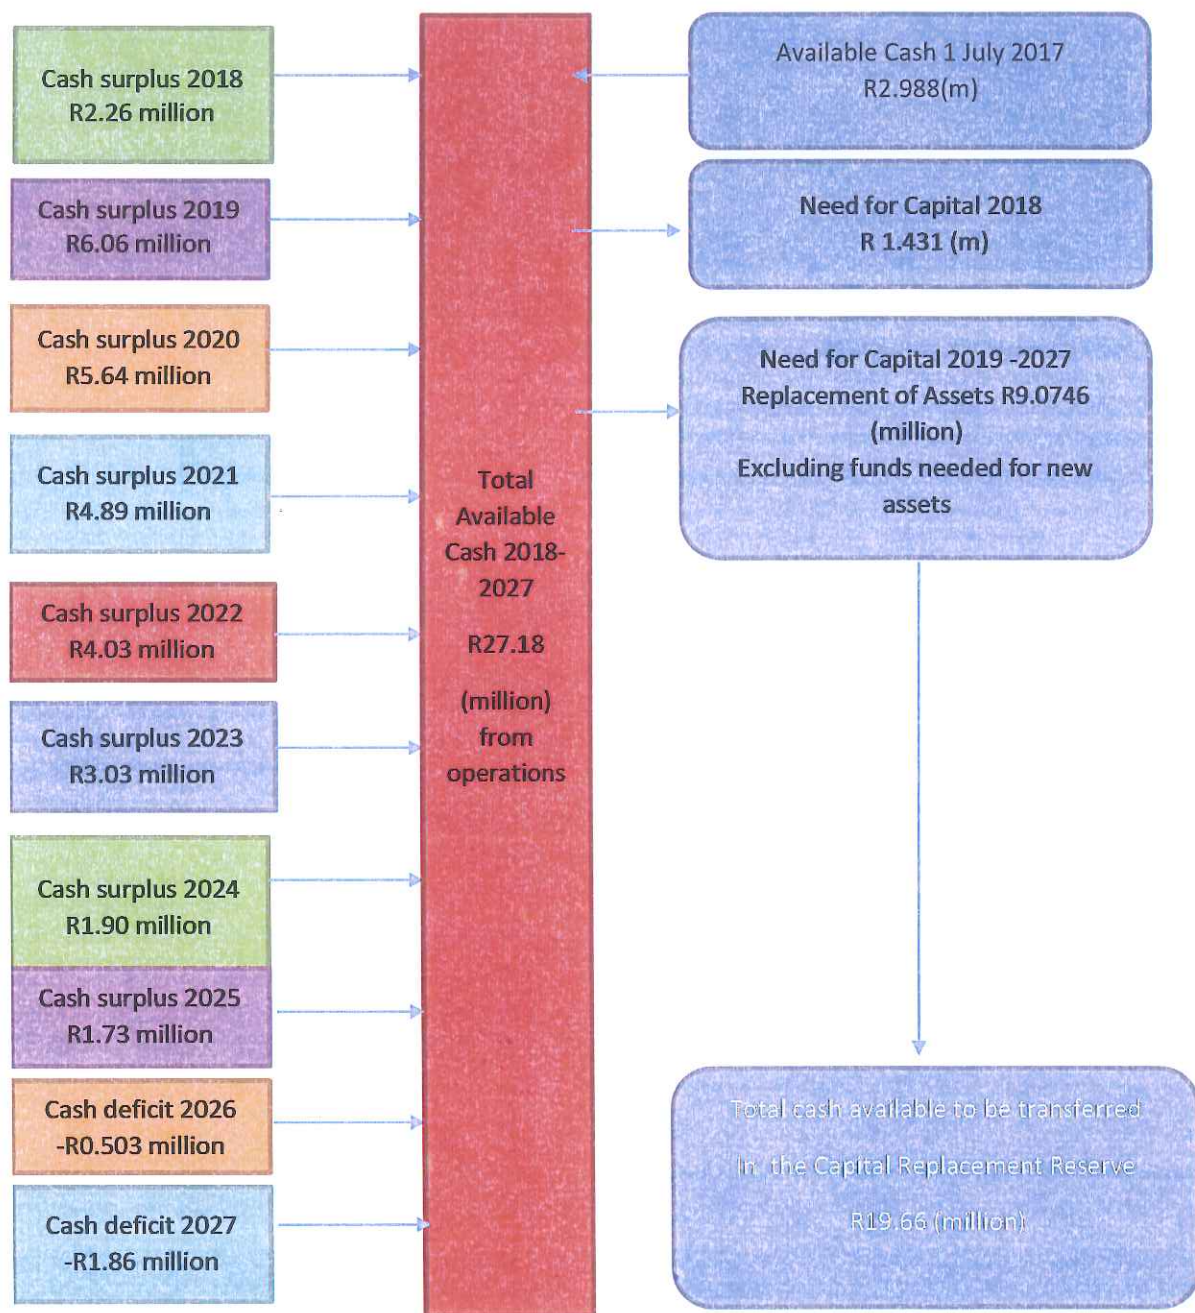 Cash surplus 2018
R2.26 million
Cash surplus 2019
R6.06 million
Cash surplus 2020
R5.64 million
Cash surplus 2021
R4.89 million
Cash surplus 2022
R4.03 million
Cash surplus 2023
R3.03 million
Cash surplus 2024
R1.90 million
Cash surplus 2025
R1.73 million
Cash deficit 2026
-R0.503 million
Cash deficit 2027
-R1.86 million
Total
Available
Cash 2018-
2027
R27.18
(million)
from
operations
Available Cash 1 July 2017
R2.988(m)
Need for Capital 2018
R 1.431 (m)
Need for Capital 2019 -2027
Replacement of Assets R9.0746
(million)
Excluding funds needed for new
assets
Total cash available to be transferred
In the Capital Replacement Reserve
R19.66 (million)